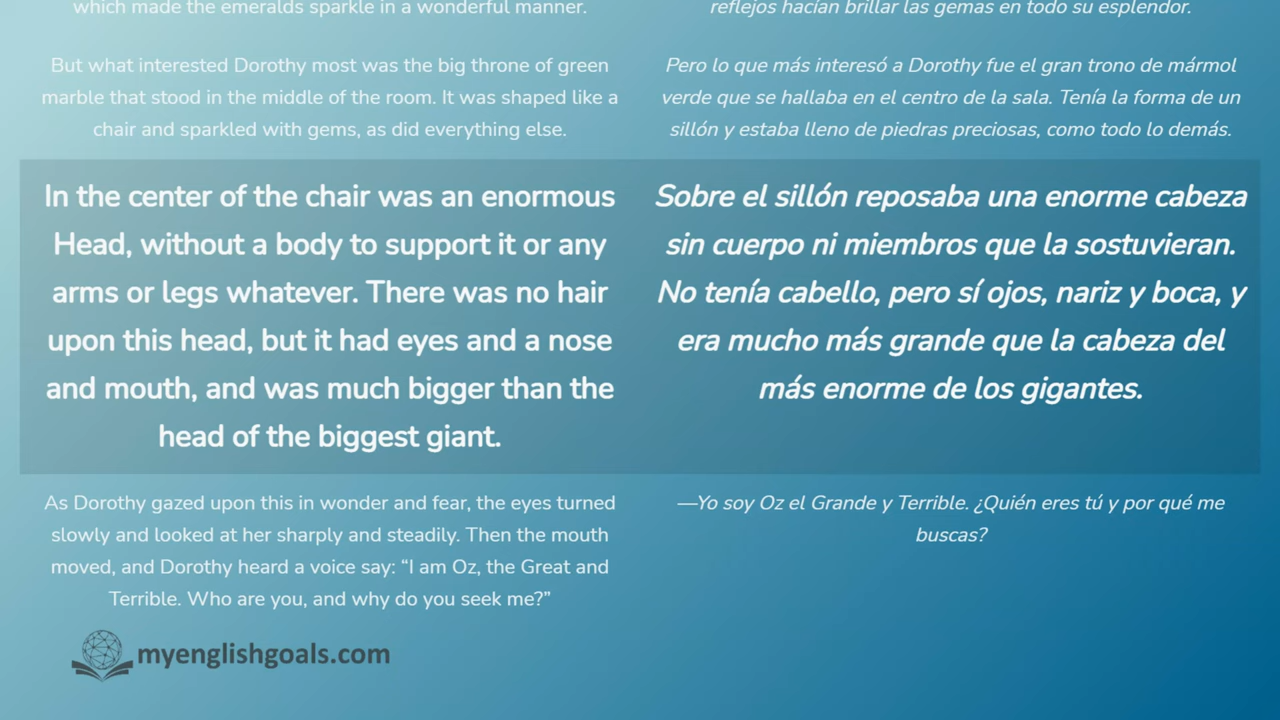 which made the emeralds sparkle in a wonderful manner.
But what interested Dorothy most was the big throne of green
marble that stood in the middle of the room. It was shaped like a
chair and sparkled with gems, as did everything else.
In the center of the chair was an enormous
Head, without a body to support it or any
arms or legs whatever. There was no hair
upon this head, but it had eyes and a nose
and mouth, and was much bigger than the
head of the biggest giant.
As Dorothy gazed upon this in wonder and fear, the eyes turned
slowly and looked at her sharply and steadily. Then the mouth
moved, and Dorothy heard a voice say: “I am Oz, the Great and
Terrible. Who are you, and why do you seek me?”
reflejos hacían brillar las gemas en todo su esplendor.
Pero lo que más interesó a Dorothy fue el gran trono de mármol
verde que se hallaba en el centro de la sala. Tenía la forma de un
sillón y estaba lleno de piedras preciosas, como todo lo demás.
Sobre el sillón reposaba una enorme cabeza
sin cuerpo ni miembros que la sostuvieran.
No tenía cabello, pero sí ojos, nariz y boca, y
era mucho más grande que la cabeza del
más enorme de los gigantes.
—Yo soy Oz el Grande y Terrible. ¿Quién eres tú y por qué me
buscas?
myenglishgoals.com